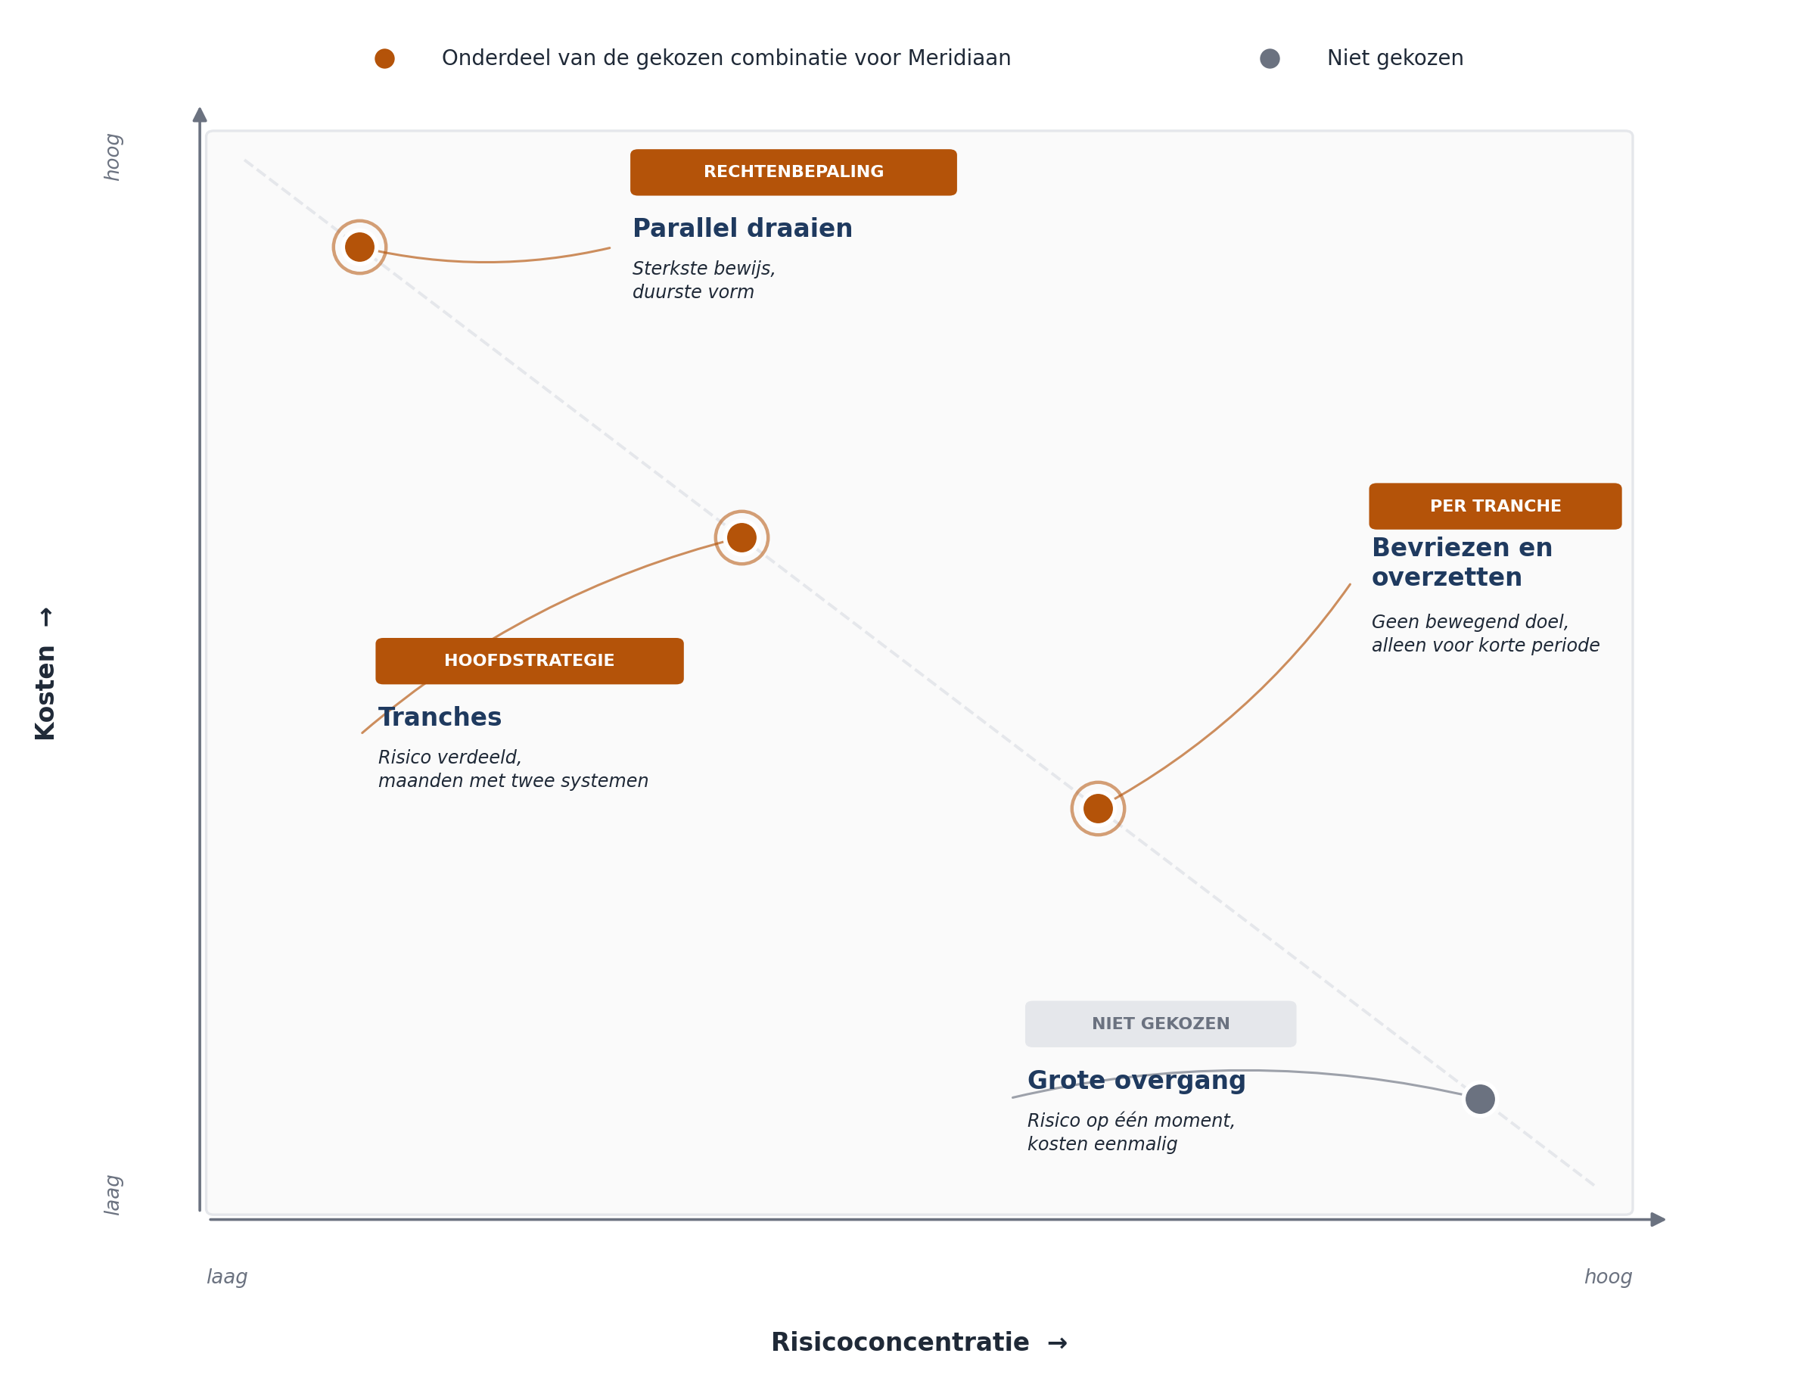 Onderdeel van de gekozen combinatie voor Meridiaan
Niet gekozen
hoog
RECHTENBEPALING
Parallel draaien
Sterkste bewijs,
duurste vorm
PER TRANCHE
Bevriezen en
overzetten
Geen bewegend doel,
alleen voor korte periode
Kosten →
HOOFDSTRATEGIE
Tranches
Risico verdeeld,
maanden met twee systemen
NIET GEKOZEN
Grote overgang
Risico op één moment,
kosten eenmalig
laag
laag
hoog
Risicoconcentratie →